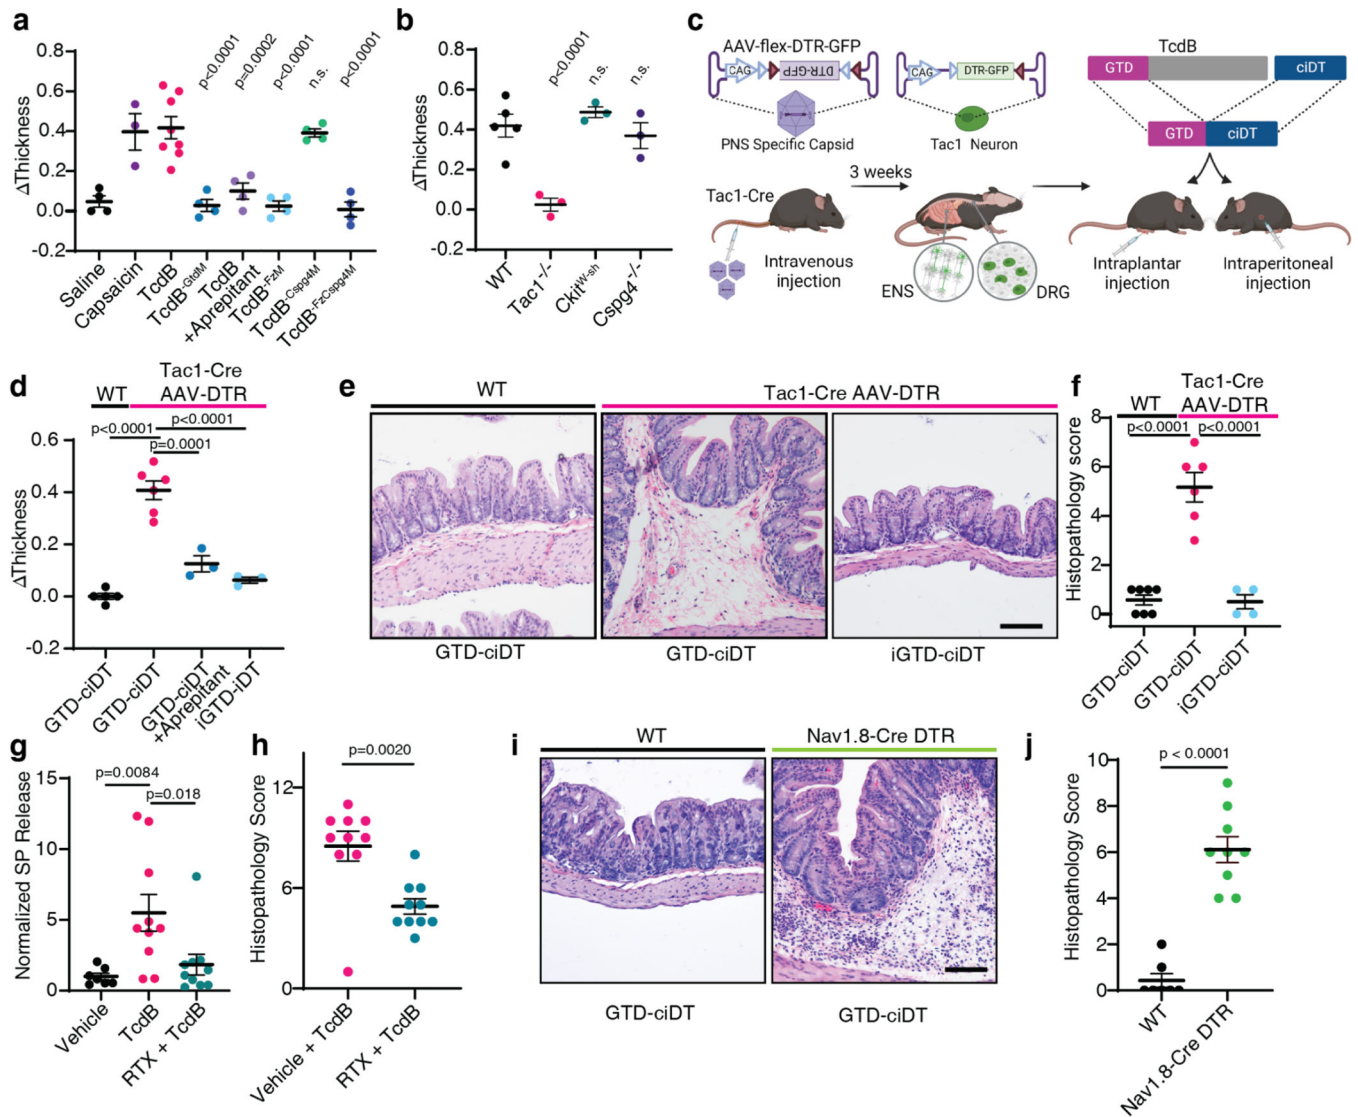 a
0.8
0.6
0.4
0.2
0.0
-0.2
ΔThickness
p<0.0001
p=0.0002
p<0.0001
n.s.
p<0.0001
Saline
Capsaicin
TcdB
TcdB-GtdM
TcdB
+Aprepitant
TcdB-FzM
TcdB-Cspg4M
TcdB-FzCspg4M
b
0.8
0.6
0.4
0.2
0.0
-0.2
ΔThickness
p<0.0001
n.s.
n.s.
WT
Tac1-/-
CkitW-sh
Cspg4-/-
c
AAV-flex-DTR-GFP
CAG
DTR-GFP
CAG
DTR-GFP
PNS Specific Capsid
Tac1 Neuron
TcdB
GTD
ciDT
GTD
ciDT
Tac1-Cre
3 weeks
Intravenous
injection
ENS
DRG
Intraplantar
injection
Intraperitoneal
injection
d
WT
Tac1-Cre
AAV-DTR
p<0.0001
p<0.0001
p=0.0001
0.6
0.4
0.2
0.0
-0.2
ΔThickness
GTD-ciDT
GTD-ciDT
GTD-ciDT
+Aprepitant
iGTD-iDT
e
WT
Tac1-Cre AAV-DTR
GTD-ciDT
GTD-ciDT
iGTD-ciDT
f
WT
Tac1-Cre
AAV-DTR
p<0.0001
p<0.0001
8
6
4
2
0
Histopathology score
GTD-ciDT
GTD-ciDT
iGTD-ciDT
g
15
10
5
0
Normalized SP Release
p=0.0084
p=0.018
Vehicle
TcdB
RTX + TcdB
h
12
6
0
Histopathology Score
p=0.0020
Vehicle + TcdB
RTX + TcdB
i
WT
Nav1.8-Cre DTR
GTD-ciDT
GTD-ciDT
j
10
8
6
4
2
0
Histopathology Score
p < 0.0001
WT
Nav1.8-Cre DTR